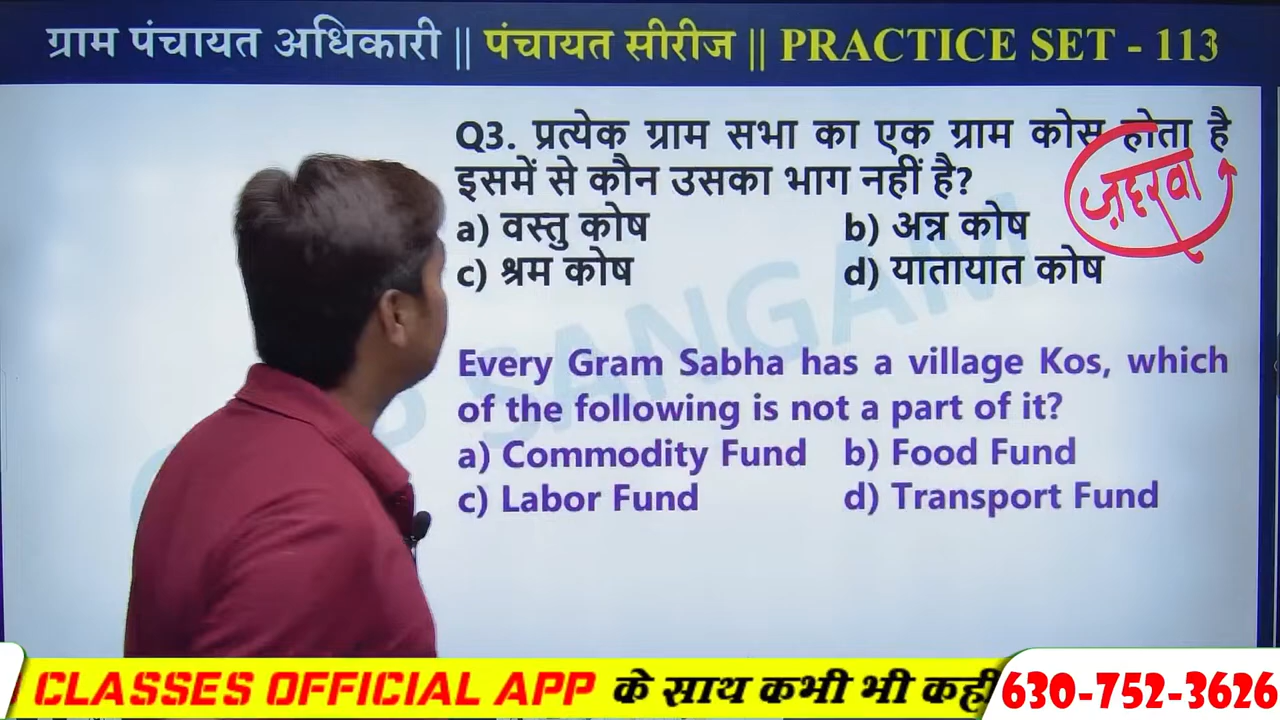 ग्राम पंचायत अधिकारी || पंचायत सीरीज || PRACTICE SET - 113
Q3. प्रत्येक ग्राम सभा का एक ग्राम कोस होता है
इसमें से कौन उसका भाग नहीं है?
a) वस्तु कोष b) अन्न कोष
c) श्रम कोष d) यातायात कोष
Every Gram Sabha has a village Kos, which
of the following is not a part of it?
a) Commodity Fund b) Food Fund
c) Labor Fund d) Transport Fund
SANGAM
CLASSES OFFICIAL APP के साथ कभी भी कहीं
630-752-3626